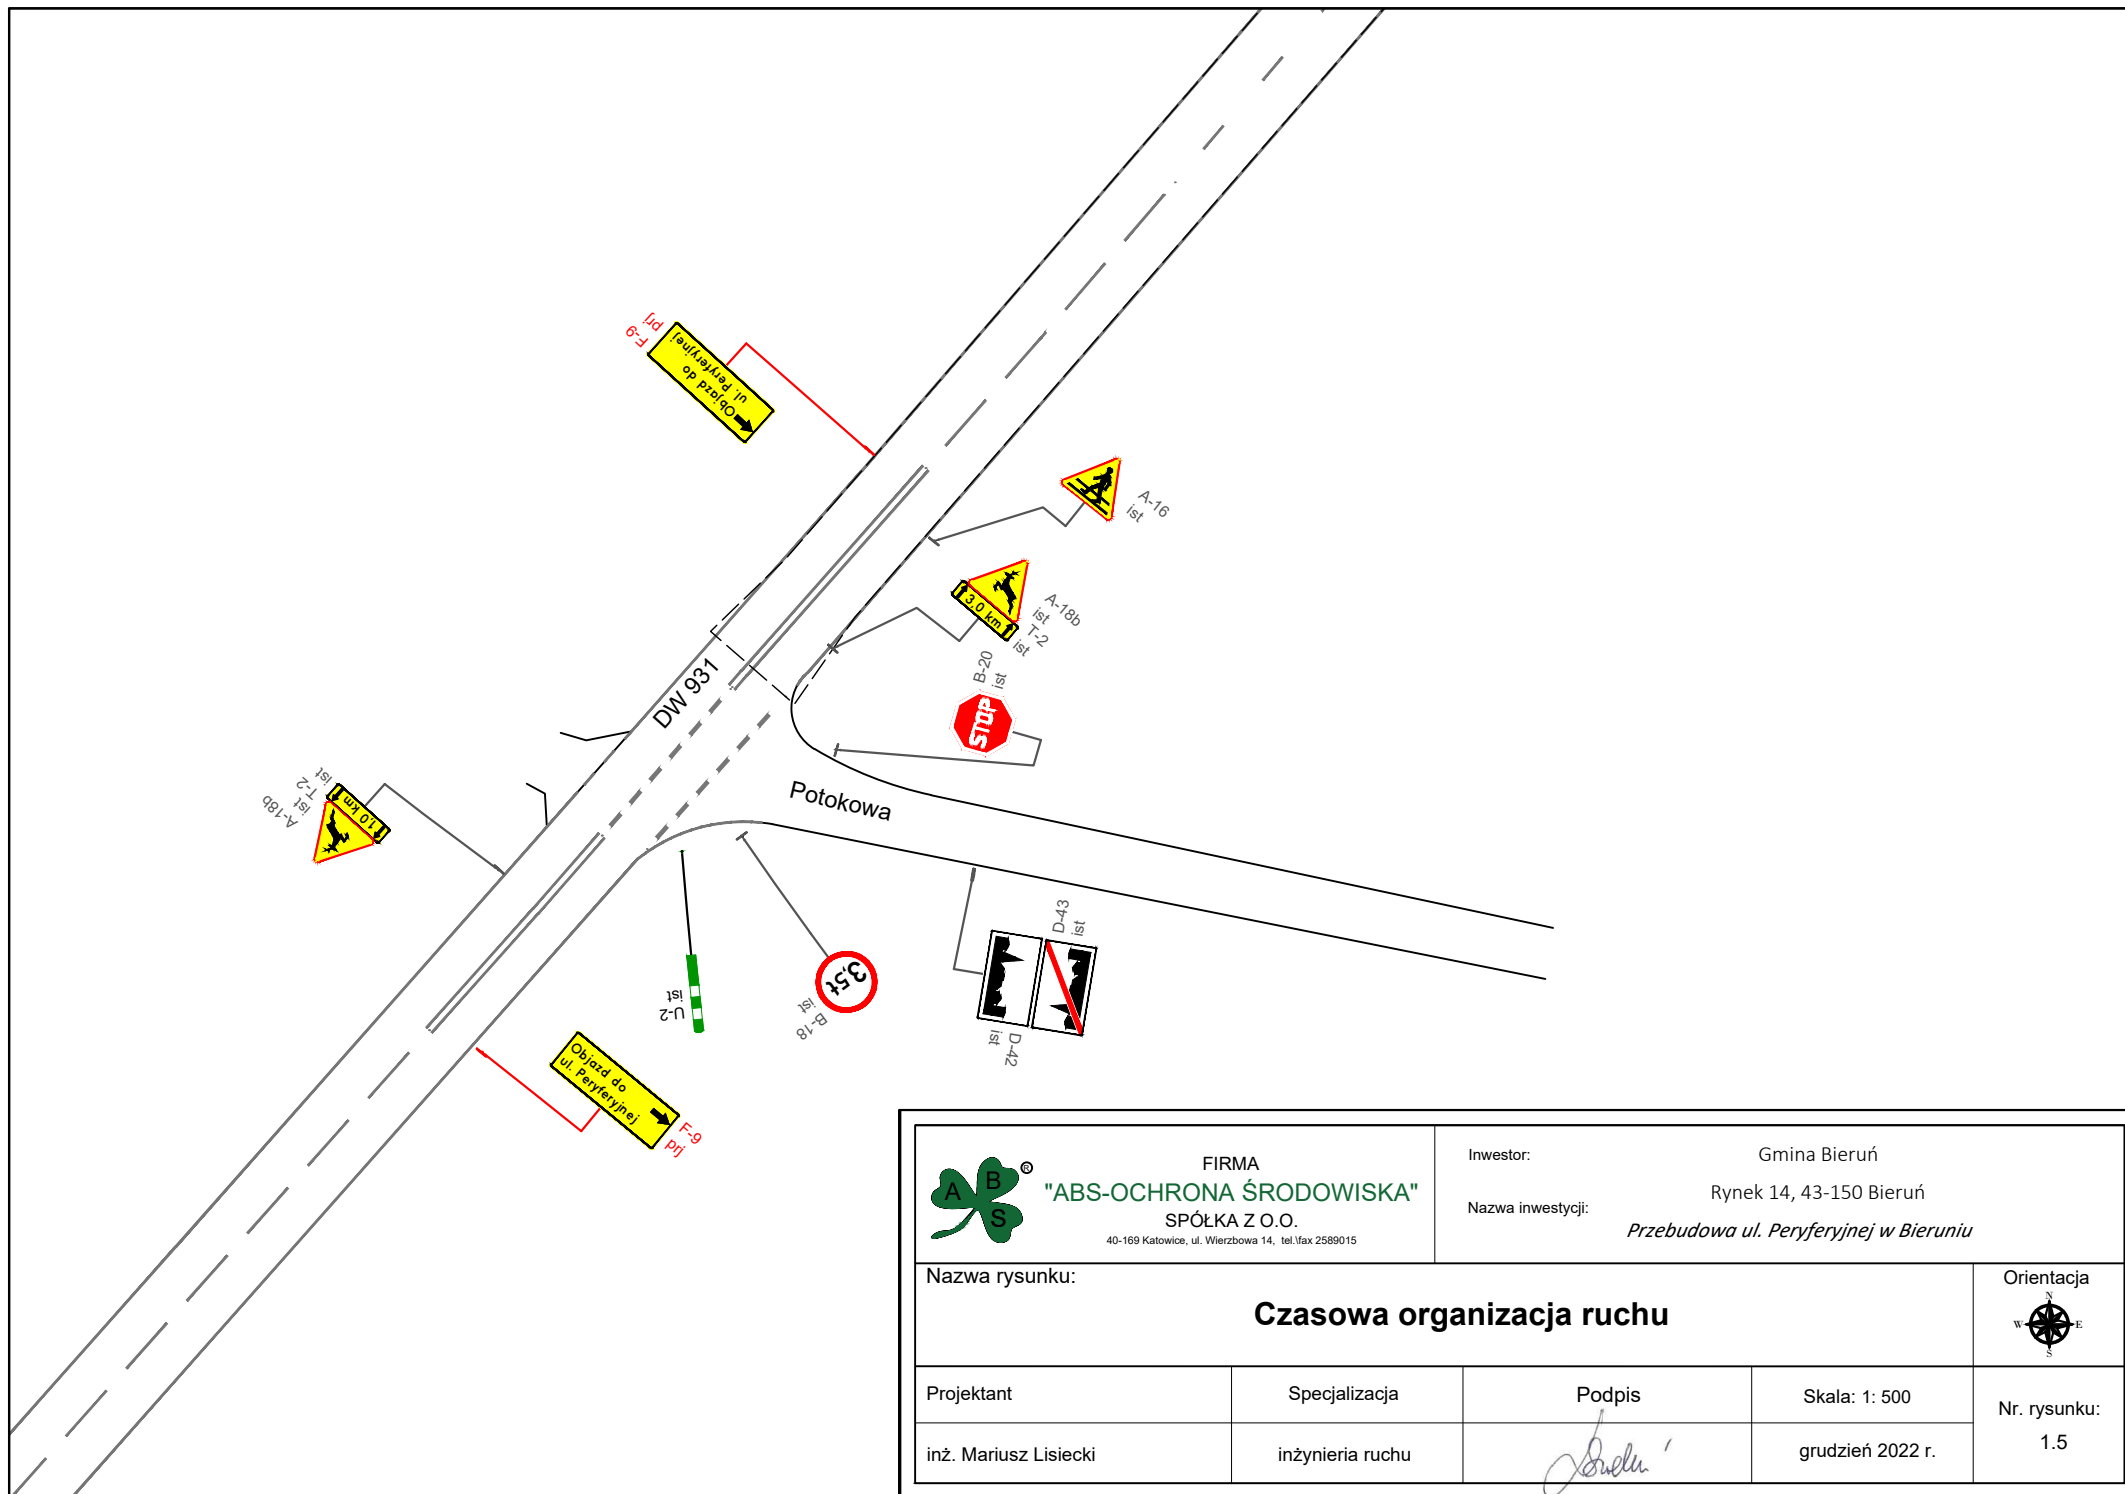 F-9
prj
Objazd do
ul. Peryferyjnej
A-16
ist
3,0 km
A-18b
ist
T-2
ist
B-20
ist
STOP
DW 931
Potokowa
A-18b
ist
T-2
ist
1,0 km
U-2
ist
3,5t
B-18
ist
D-43
ist
D-42
ist
Objazd do
ul. Peryferyjnej
F-9
prj
A B S ®
FIRMA
"ABS-OCHRONA ŚRODOWISKA"
SPÓŁKA Z O.O.
40-169 Katowice, ul. Wierzbowa 14, tel.\fax 2589015
Inwestor:
Gmina Bieruń
Rynek 14, 43-150 Bieruń
Nazwa inwestycji:
Przebudowa ul. Peryferyjnej w Bieruniu
Nazwa rysunku:
Czasowa organizacja ruchu
Orientacja
N
W E
S
Projektant
Specjalizacja
Podpis
Skala: 1: 500
Nr. rysunku:
1.5
inż. Mariusz Lisiecki
inżynieria ruchu
grudzień 2022 r.